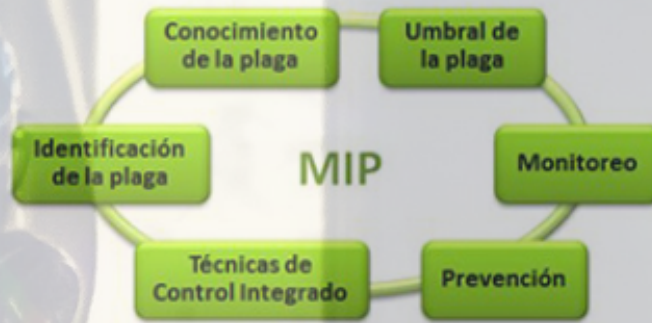 Conocimiento
de la plaga
Umbral de
la plaga
Identificación
de la plaga
MIP
Monitoreo
Técnicas de
Control Integrado
Prevención